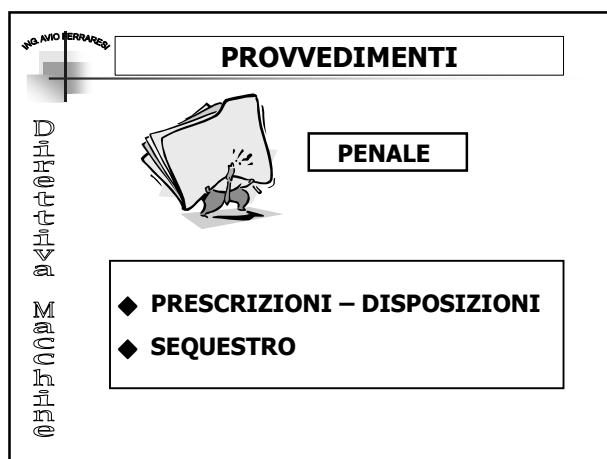 ING. AVIO FERRARESI
PROVVEDIMENTI
Direttiva Macchine
PENALE
◆ PRESCRIZIONI – DISPOSIZIONI
◆ SEQUESTRO